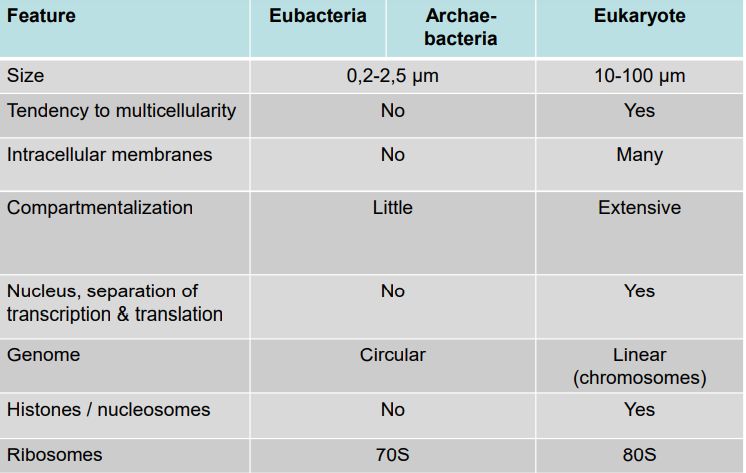 Feature Eubacteria Archae-
bacteria Eukaryote
Size 0,2-2,5 µm 10-100 µm
Tendency to multicellularity No Yes
Intracellular membranes No Many
Compartmentalization Little Extensive
Nucleus, separation of
transcription & translation No Yes
Genome Circular Linear
(chromosomes)
Histones / nucleosomes No Yes
Ribosomes 70S 80S